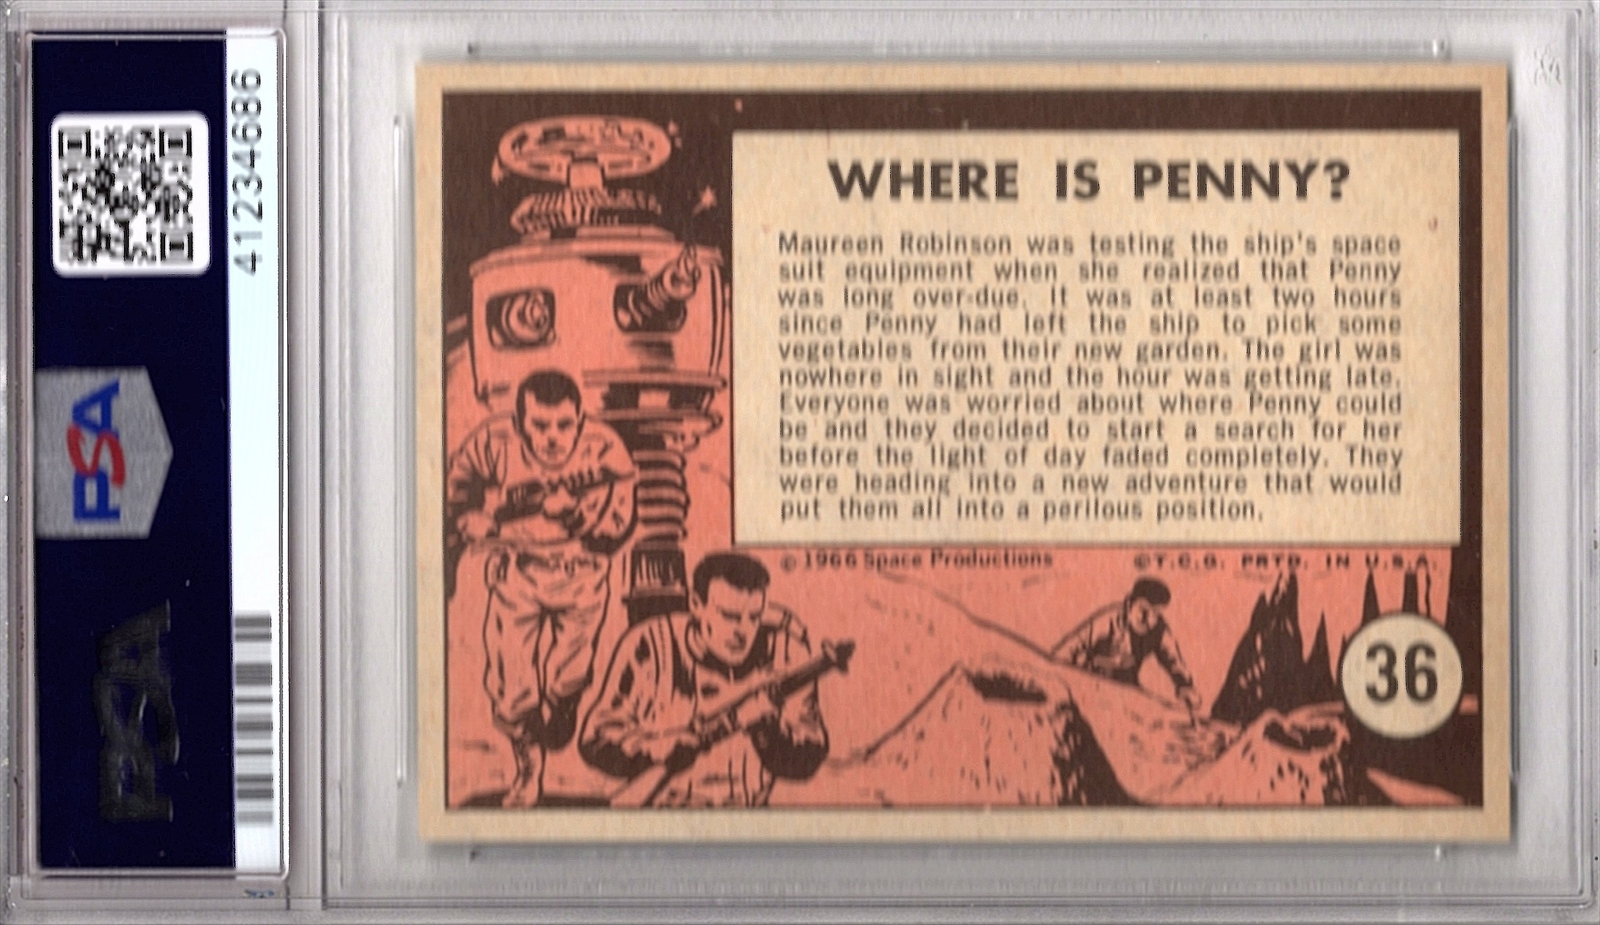 41234686
PSA
PSA
WHERE IS PENNY?
Maureen Robinson was testing the ship's space
suit equipment when she realized that Penny
was long over-due. It was at least two hours
since Penny had left the ship to pick some
vegetables from their new garden. The girl was
nowhere in sight and the hour was getting late.
Everyone was worried about where Penny could
be and they decided to start a search for her
before the light of day faded completely. They
were heading into a new adventure that would
put them all into a perilous position.
© 1966 Space Productions
©T.C.G. PRTD. IN U.S.A.
36